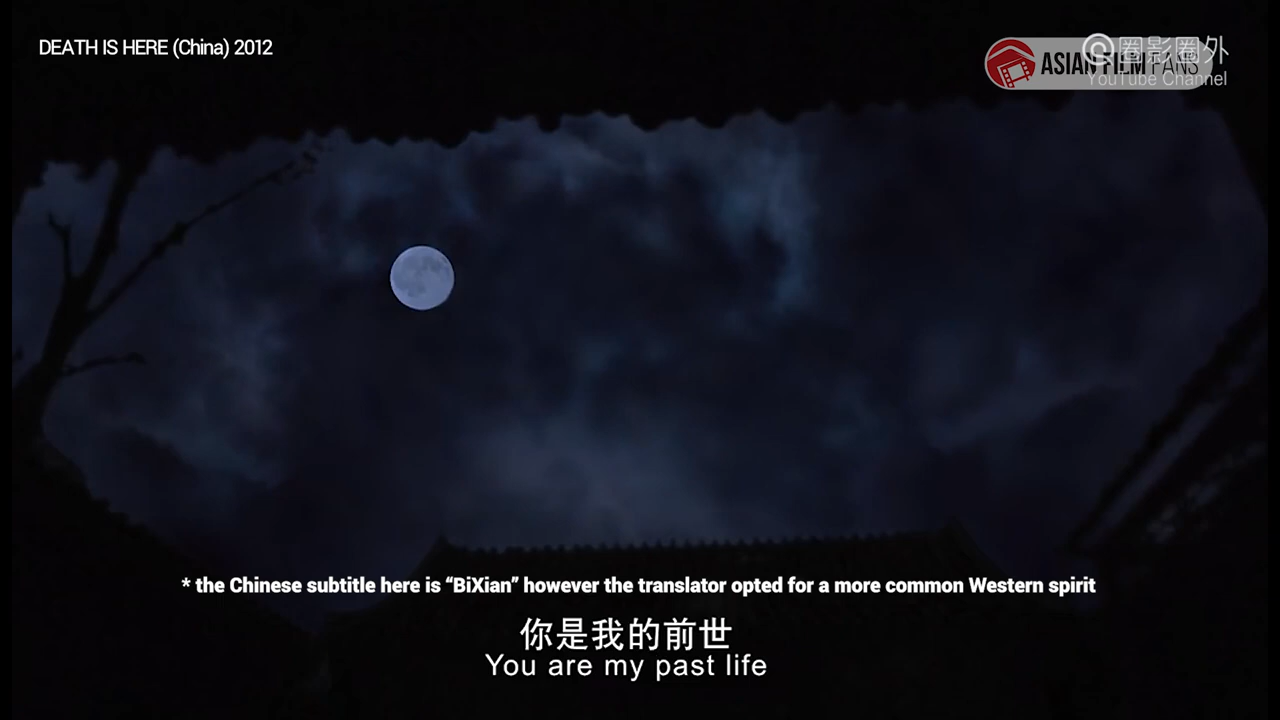 DEATH IS HERE (China) 2012
ASIAN FILM FANS
圈影圈外
YouTube Channel
* the Chinese subtitle here is “BiXian” however the translator opted for a more common Western spirit
你是我的前世
You are my past life